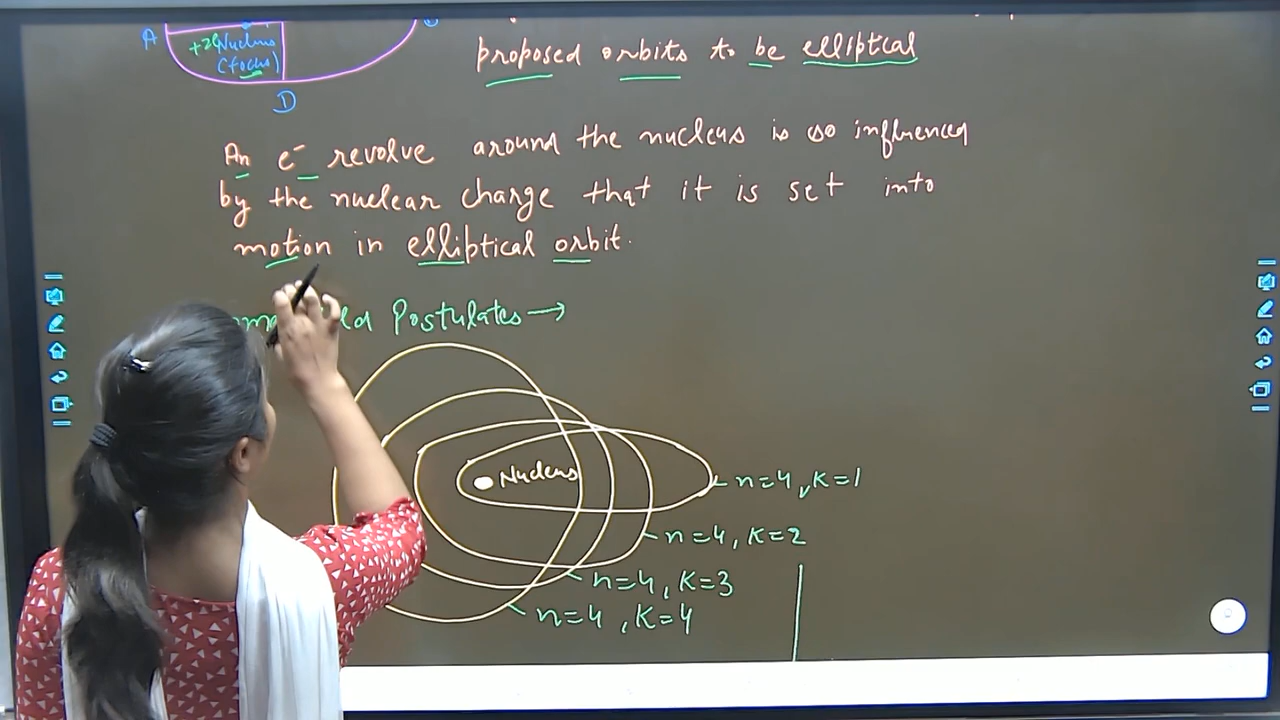 A
+ze Nucleus
(focus)
D
proposed orbits to be elliptical
An e⁻ revolve around the nucleus is so influenced
by the nuclear charge that it is set into
motion in elliptical orbit.
Postulates →
Nucleus
n=4, K=1
n=4, K=2
n=4, K=3
n=4, K=4